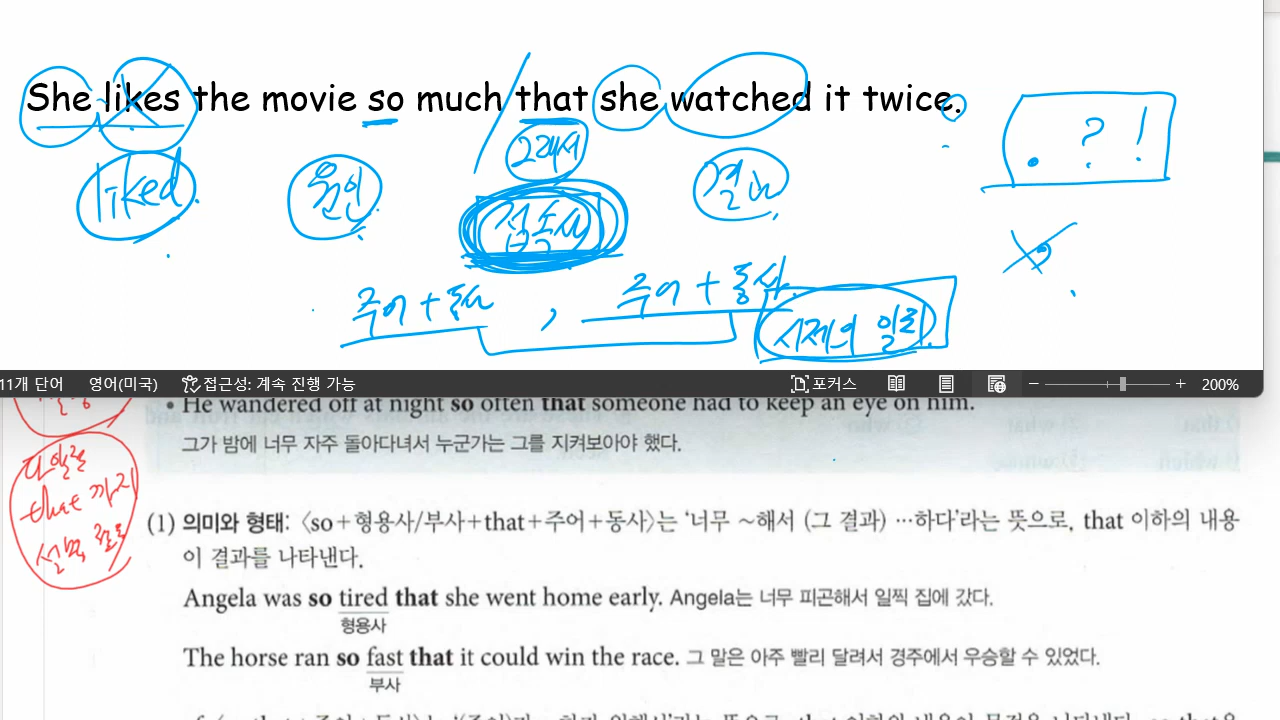 She likes the movie so much that she watched it twice.
. ? !
그래서
liked 원인 결과
접속사
주어 + 동사 , 주어 + 동사
시제의 일치
11개 단어 영어(미국) 접근성: 계속 진행 가능 포커스 200%
• He wandered off at night so often that someone had to keep an eye on him.
그가 밤에 너무 자주 돌아다녀서 누군가는 그를 지켜보아야 했다.
that 까지
(1) 의미와 형태: 〈so+형용사/부사+that+주어+동사〉는 ‘너무 ~해서 (그 결과) …하다’라는 뜻으로, that 이하의 내용
이 결과를 나타낸다.
Angela was so tired that she went home early. Angela는 너무 피곤해서 일찍 집에 갔다.
형용사
The horse ran so fast that it could win the race. 그 말은 아주 빨리 달려서 경주에서 우승할 수 있었다.
부사